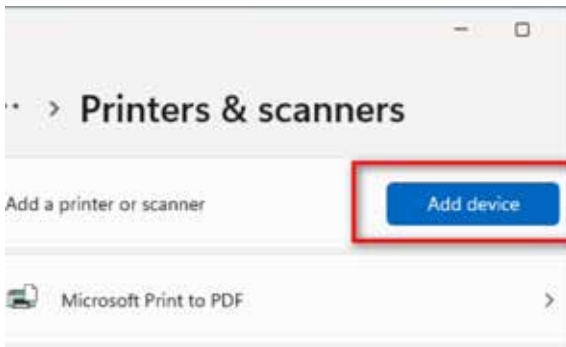 Printers & scanners
Add a printer or scanner
Add device
Microsoft Print to PDF